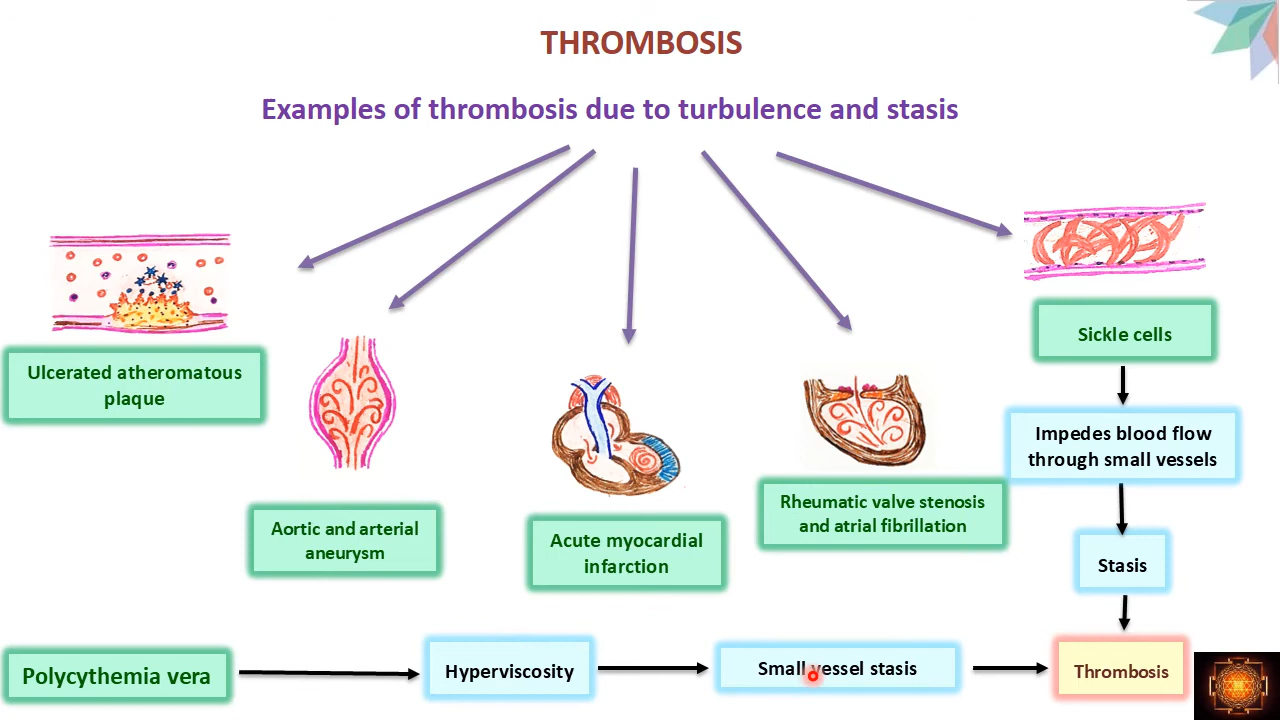 THROMBOSIS
Examples of thrombosis due to turbulence and stasis
Ulcerated atheromatous
plaque
Aortic and arterial
aneurysm
Acute myocardial
infarction
Rheumatic valve stenosis
and atrial fibrillation
Sickle cells
Impedes blood flow
through small vessels
Stasis
Polycythemia vera
Hyperviscosity
Small vessel stasis
Thrombosis